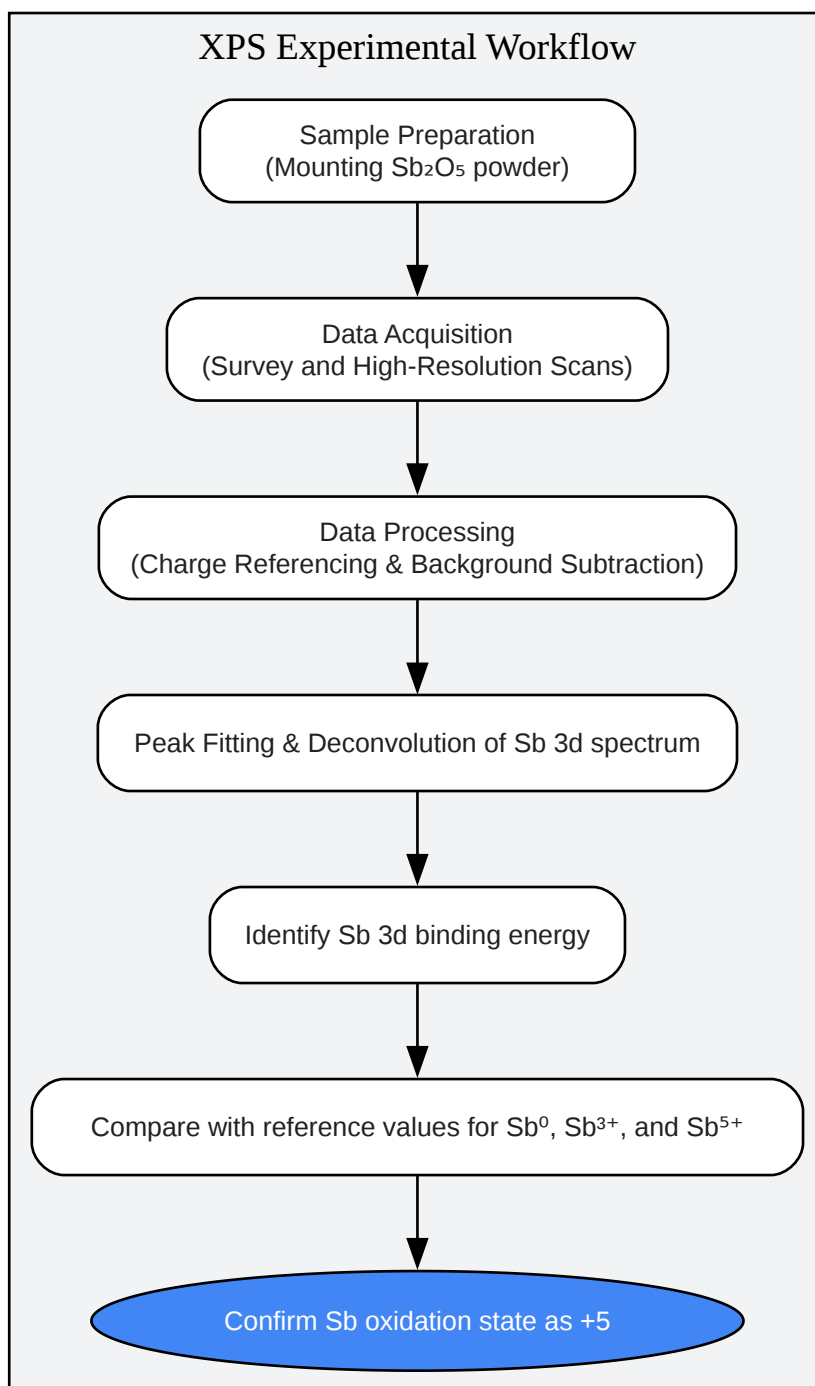 XPS Experimental Workflow
Sample Preparation
(Mounting Sb₂O₅ powder)
Data Acquisition
(Survey and High-Resolution Scans)
Data Processing
(Charge Referencing & Background Subtraction)
Peak Fitting & Deconvolution of Sb 3d spectrum
Identify Sb 3d binding energy
Compare with reference values for Sb⁰, Sb³⁺, and Sb⁵⁺
Confirm Sb oxidation state as +5